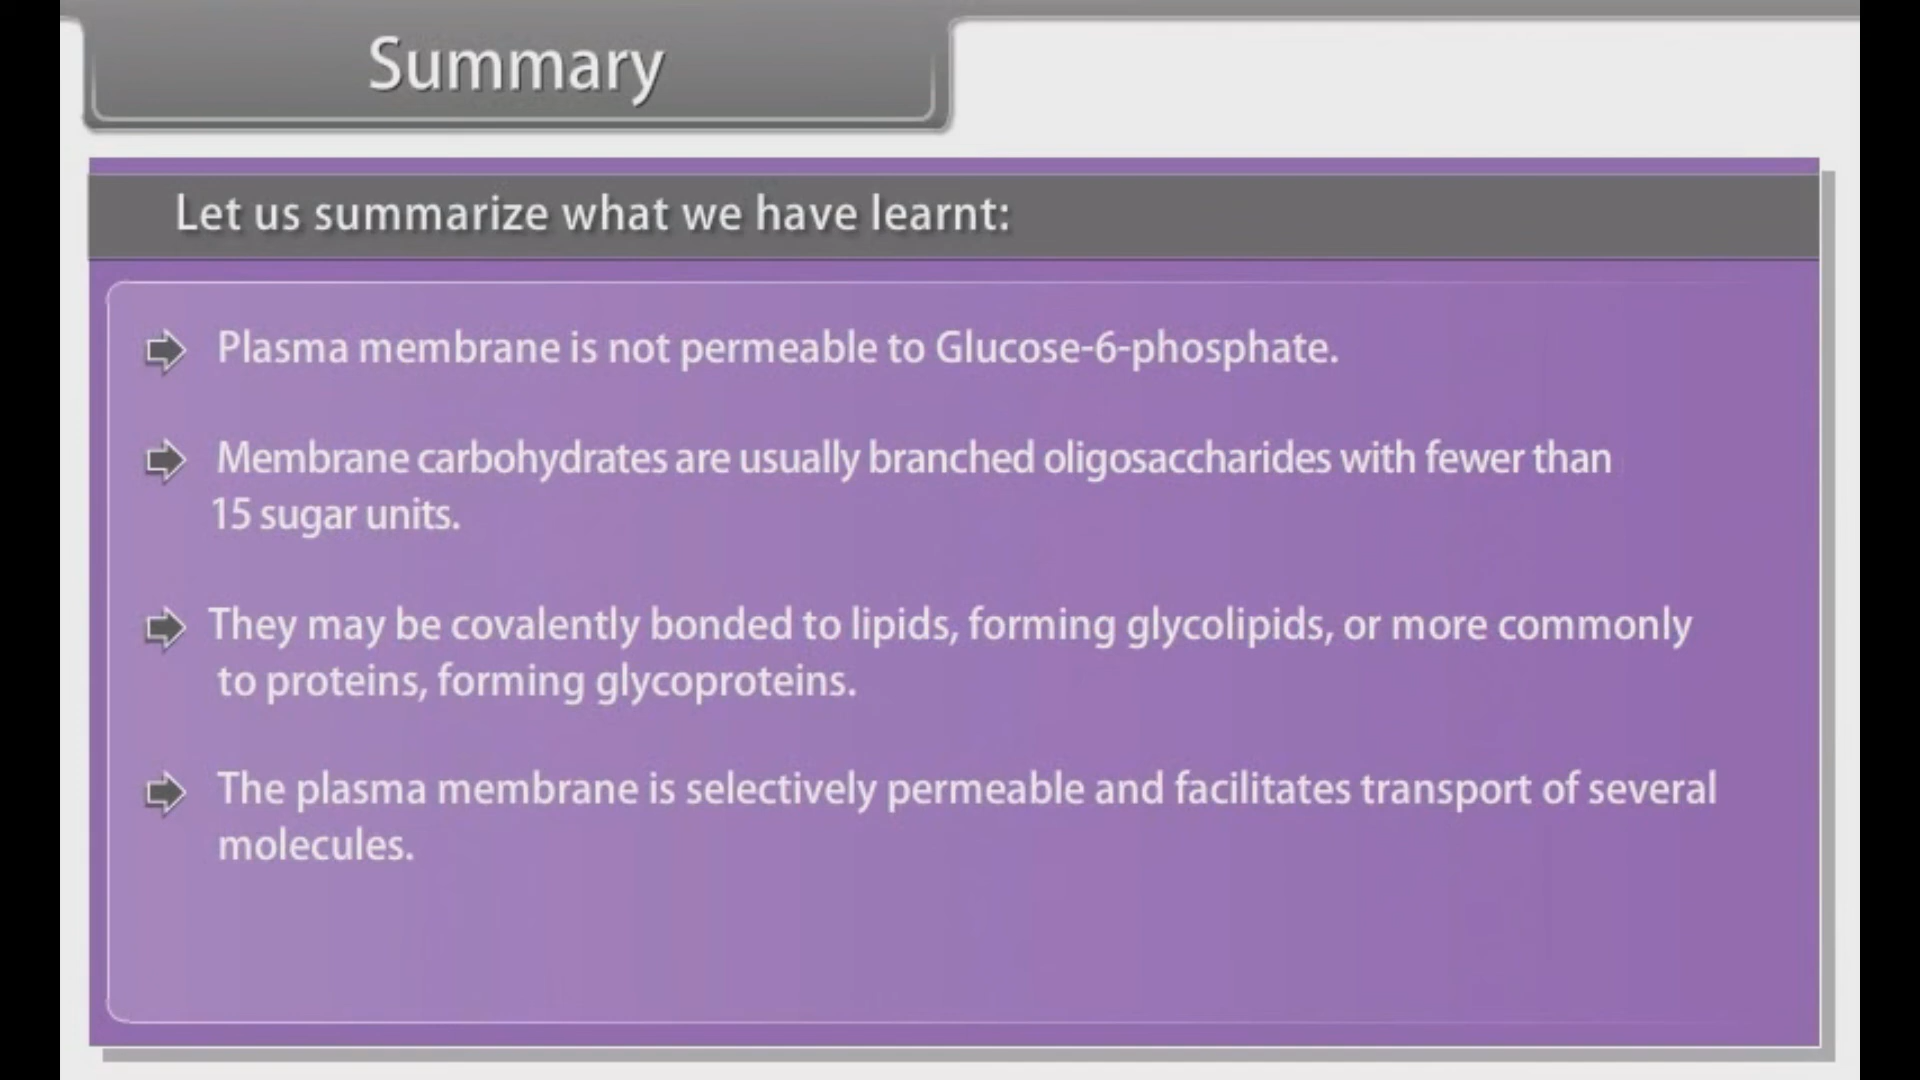 Summary
Let us summarize what we have learnt:
Plasma membrane is not permeable to Glucose-6-phosphate.
Membrane carbohydrates are usually branched oligosaccharides with fewer than
15 sugar units.
They may be covalently bonded to lipids, forming glycolipids, or more commonly
to proteins, forming glycoproteins.
The plasma membrane is selectively permeable and facilitates transport of several
molecules.